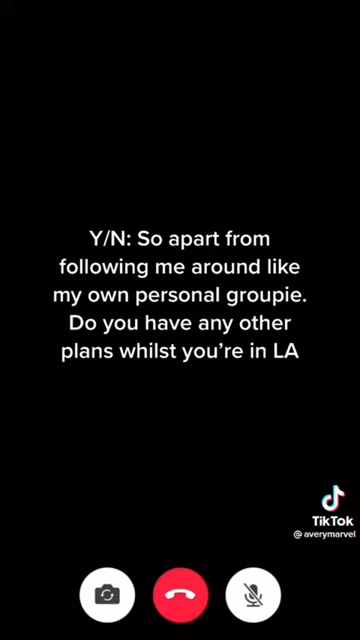 Y/N: So apart from
following me around like
my own personal groupie.
Do you have any other
plans whilst you’re in LA
TikTok
@ averymarvel